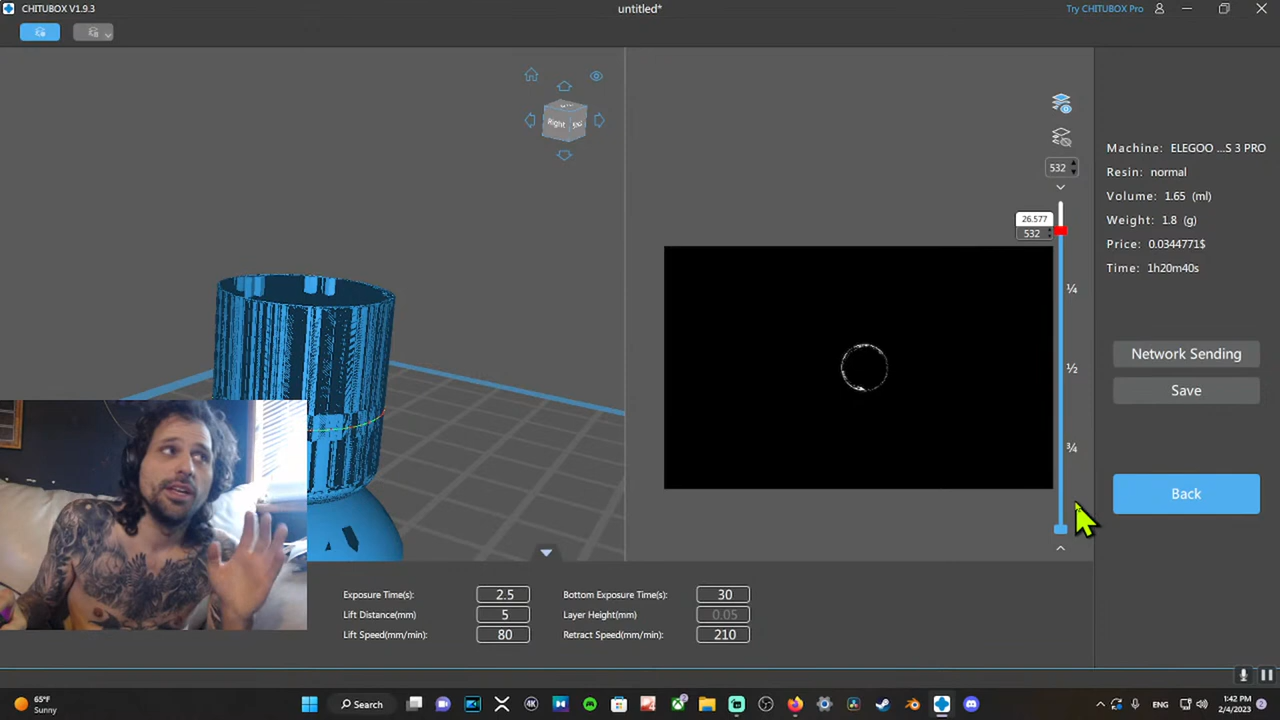 CHITUBOX V1.9.3
untitled*
Try CHITUBOX Pro
Right
532
26.577
532
¼
½
¾
Machine: ELEGOO ...S 3 PRO
Resin: normal
Volume: 1.65 (ml)
Weight: 1.8 (g)
Price: 0.0344771$
Time: 1h20m40s
Network Sending
Save
Back
Exposure Time(s): 2.5
Bottom Exposure Time(s): 30
Lift Distance(mm) 5
Layer Height(mm) 0.05
Lift Speed(mm/min): 80
Retract Speed(mm/min): 210
65°F
Sunny
Search
4K
ENG
1:42 PM
2/4/2023